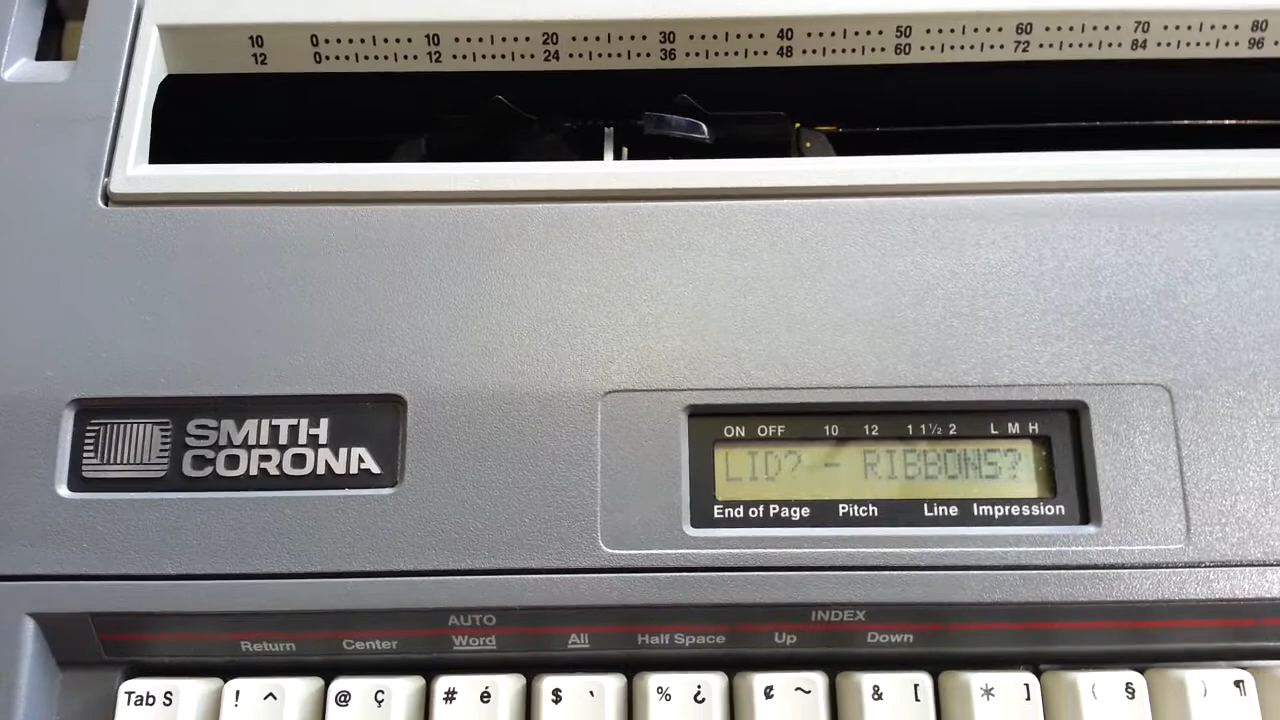 10 0 10 20 30 40 50 60 70 80
12 0 12 24 36 48 60 72 84 96
SMITH
CORONA
ON OFF 10 12 1 1½ 2 L M H
LID? - RIBBONS?
End of Page Pitch Line Impression
AUTO INDEX
Return Center Word All Half Space Up Down
Tab S ! ^ @ Ç # é $ ` % ¿ ¢ ~ & [ * ] ( § ) ¶